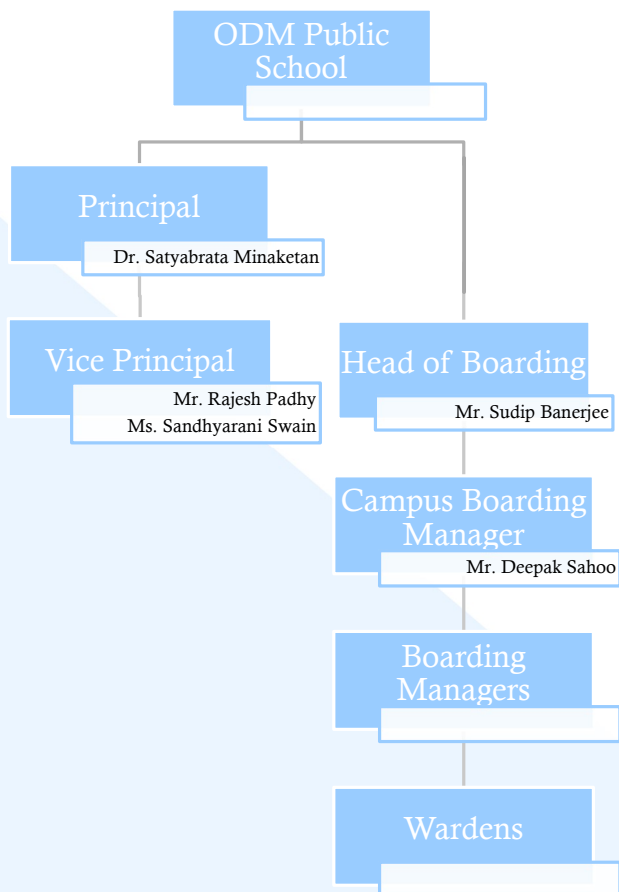 ODM Public
School
Principal
Dr. Satyabrata Minaketan
Vice Principal
Mr. Rajesh Padhy
Ms. Sandhyarani Swain
Head of Boarding
Mr. Sudip Banerjee
Campus Boarding
Manager
Mr. Deepak Sahoo
Boarding
Managers
Wardens